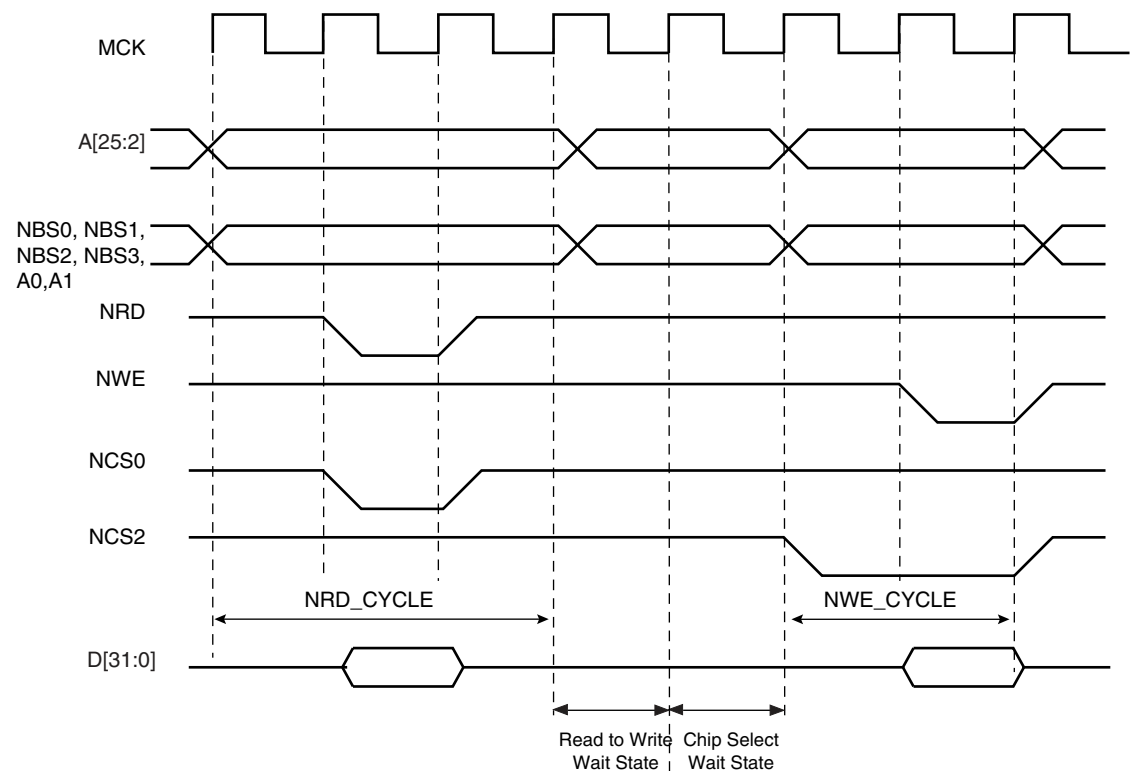 MCK
A[25:2]
NBS0, NBS1,
NBS2, NBS3,
A0,A1
NRD
NWE
NCS0
NCS2
NRD_CYCLE
NWE_CYCLE
D[31:0]
Read to Write
Wait State
Chip Select
Wait State